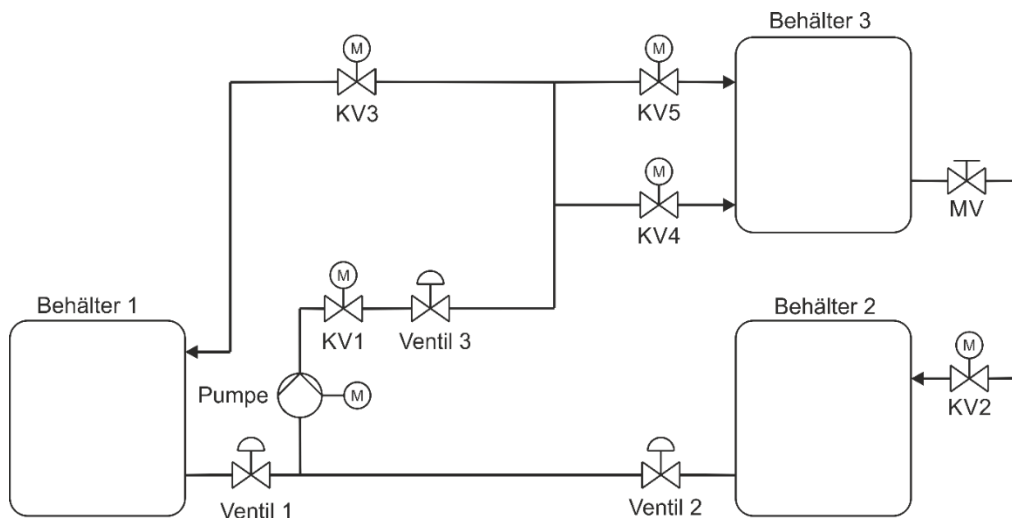 Behälter 3
M
M
KV3
KV5
M
MV
KV4
M
Behälter 1
Behälter 2
KV1
Ventil 3
M
Pumpe
M
KV2
Ventil 1
Ventil 2